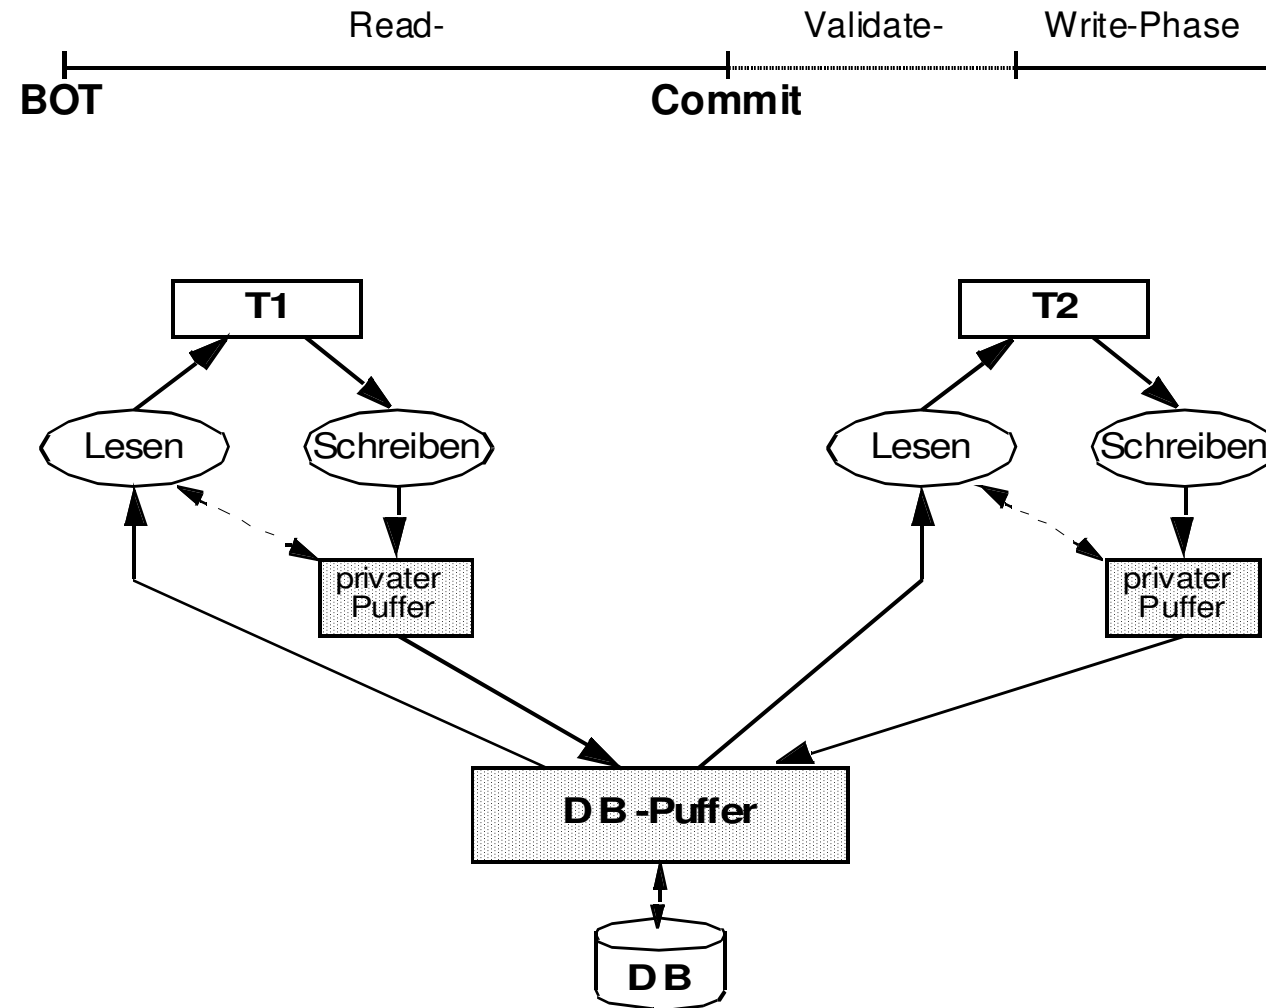 Read- Validate- Write-Phase
BOT Commit
T1 T2
Lesen Schreiben Lesen Schreiben
privater privater
Puffer Puffer
DB-Puffer
DB